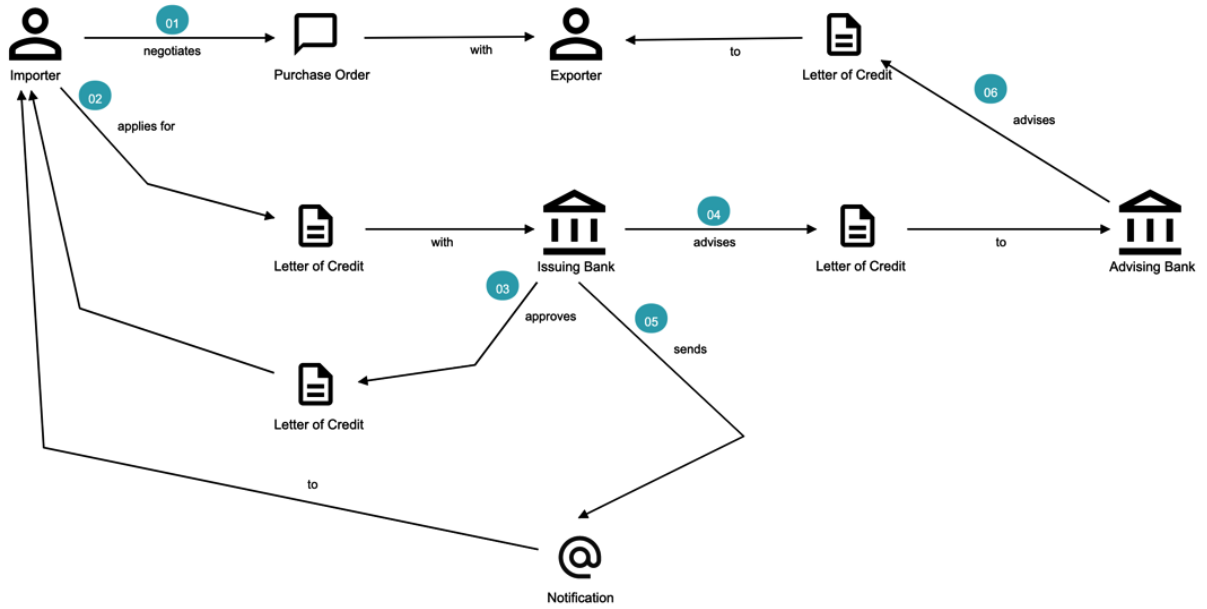 01
negotiates
with
to
Importer
Purchase Order
Exporter
Letter of Credit
02
applies for
06
advises
04
with
advises
to
Letter of Credit
Issuing Bank
Letter of Credit
Advising Bank
03
approves
05
sends
Letter of Credit
to
Notification